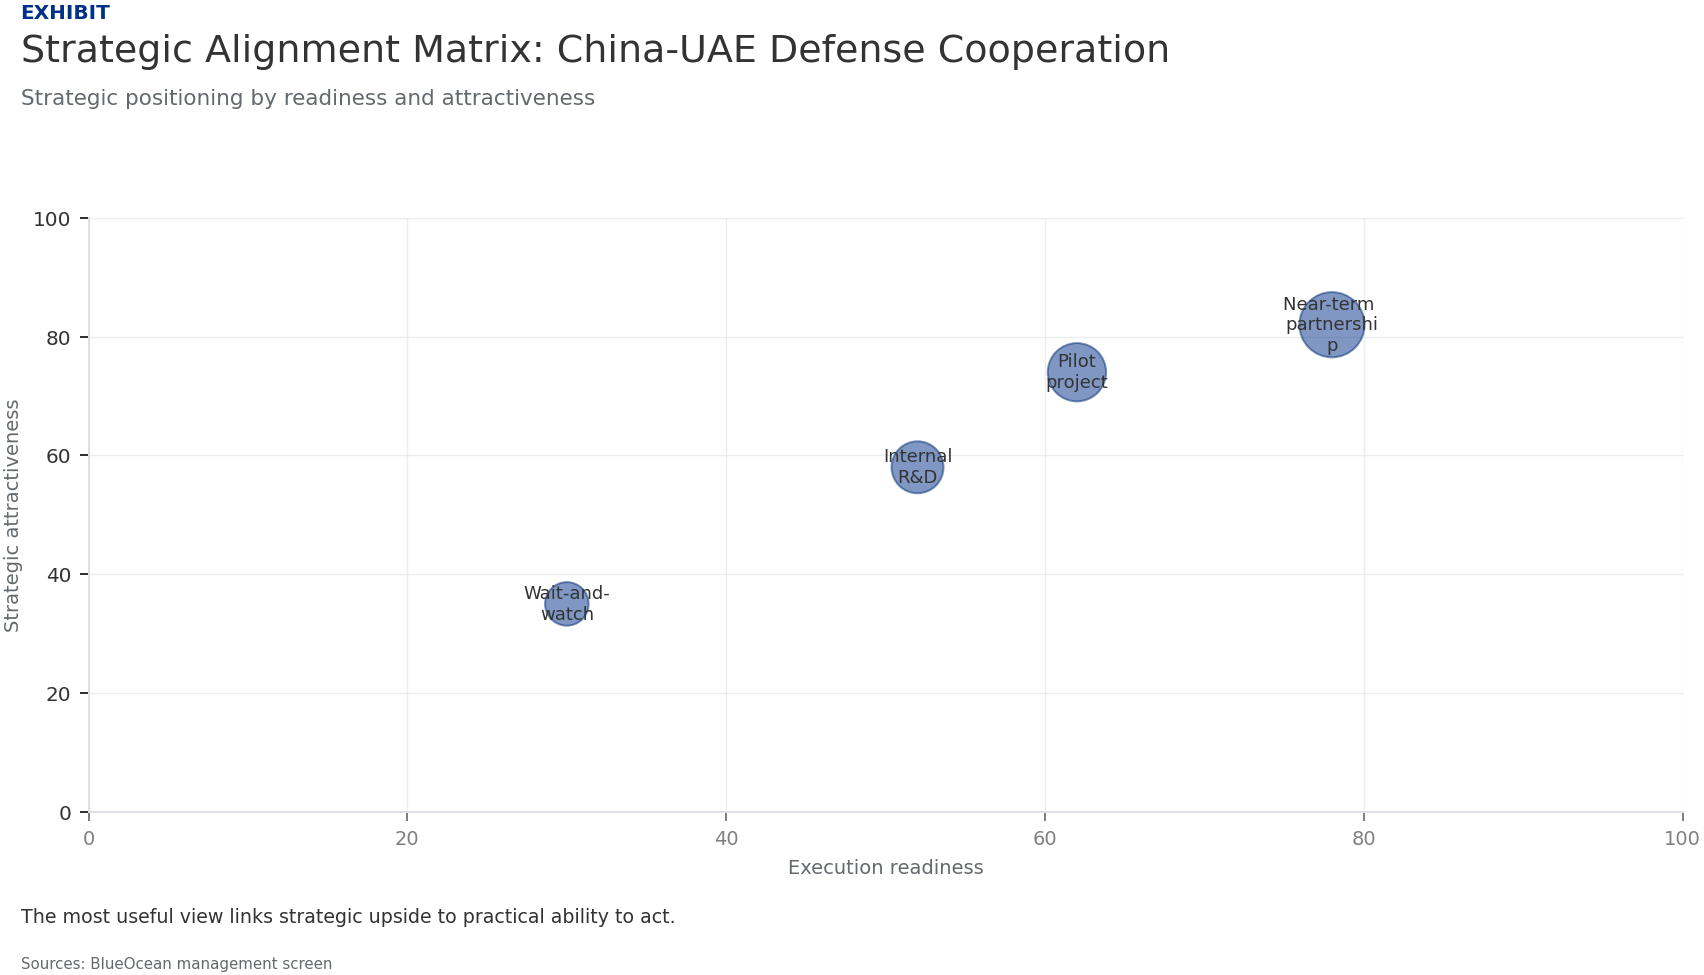 EXHIBIT
Strategic Alignment Matrix: China-UAE Defense Cooperation
Strategic positioning by readiness and attractiveness
100
80
60
40
20
0
Strategic attractiveness
Near-term
partnershi
p
Pilot
project
Internal
R&D
Wait-and-
watch
0
20
40
60
80
100
Execution readiness
The most useful view links strategic upside to practical ability to act.
Sources: BlueOcean management screen